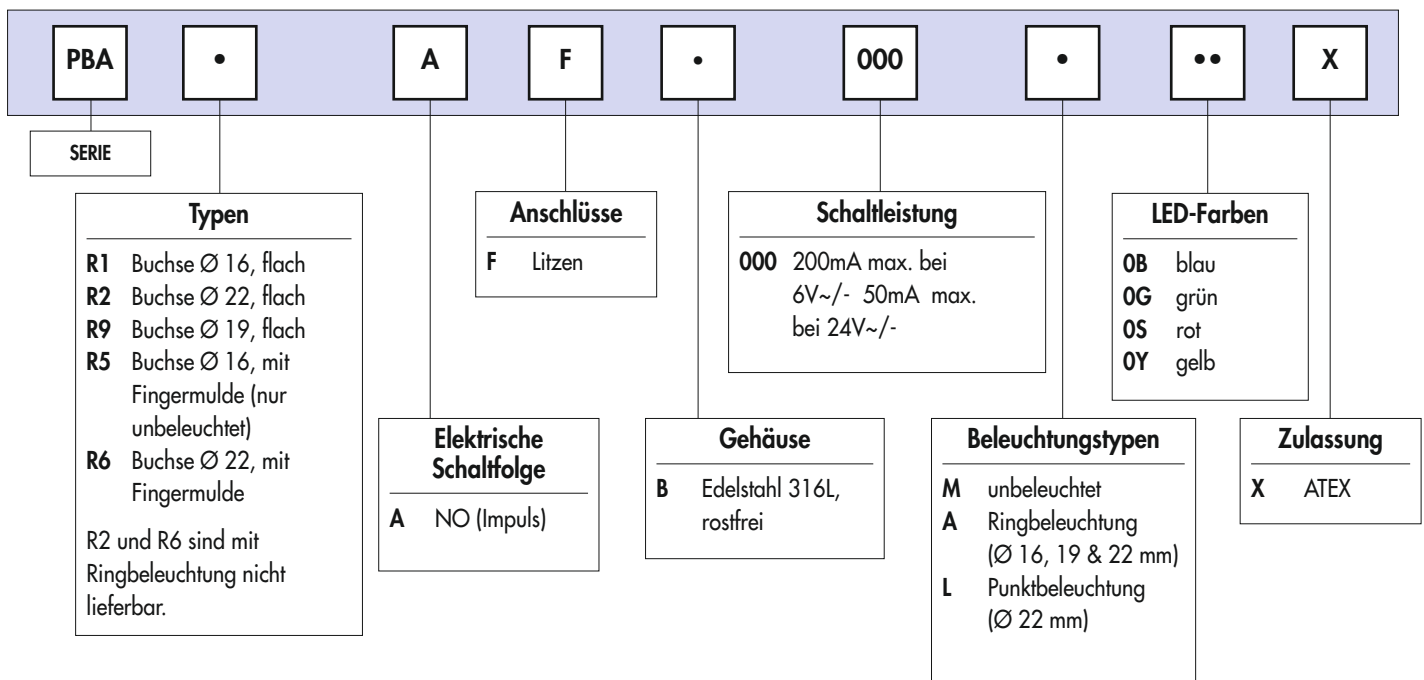 PBA • A F • 000 • •• X
SERIE
Typen
R1 Buchse Ø 16, flach
R2 Buchse Ø 22, flach
R9 Buchse Ø 19, flach
R5 Buchse Ø 16, mit
Fingermulde (nur
unbeleuchtet)
R6 Buchse Ø 22, mit
Fingermulde
R2 und R6 sind mit
Ringbeleuchtung nicht
lieferbar.
Elektrische
Schaltfolge
A NO (Impuls)
Anschlüsse
F Litzen
Gehäuse
B Edelstahl 316L,
rostfrei
Schaltleistung
000 200mA max. bei
6V~/- 50mA max.
bei 24V~/-
Beleuchtungstypen
M unbeleuchtet
A Ringbeleuchtung
(Ø 16, 19 & 22 mm)
L Punktbeleuchtung
(Ø 22 mm)
LED-Farben
0B blau
0G grün
0S rot
0Y gelb
Zulassung
X ATEX